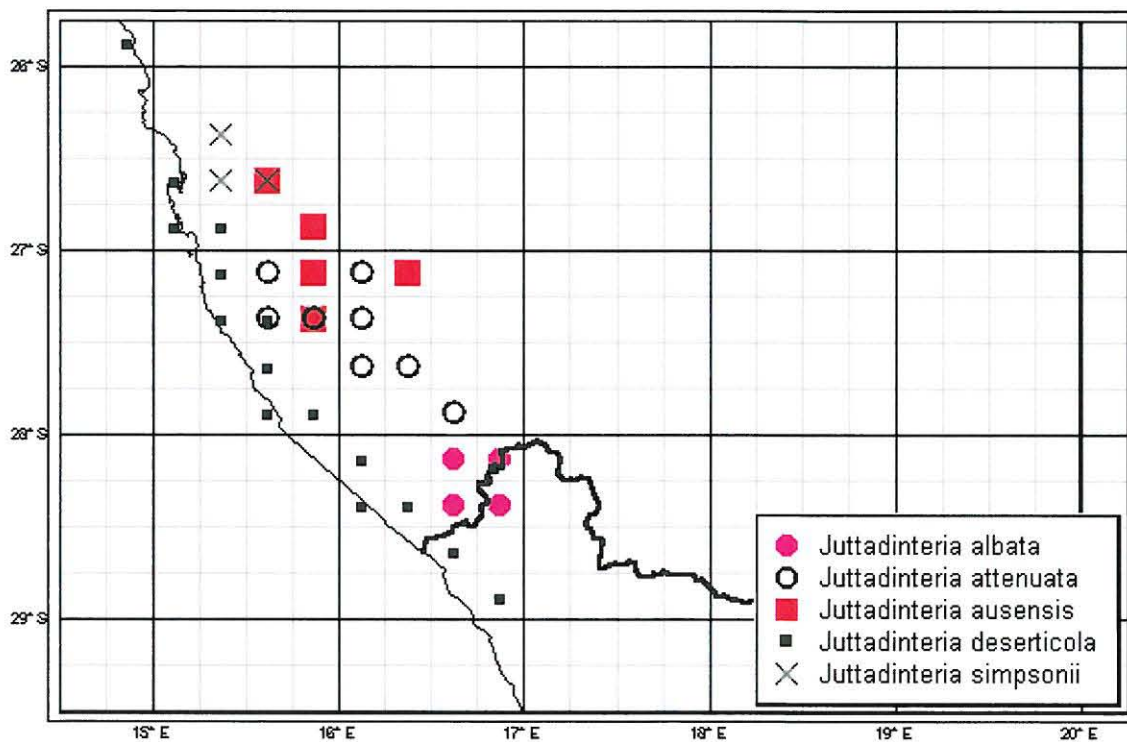 26° S
27° S
28° S
29° S
Juttadinteria albata
Juttadinteria attenuata
Juttadinteria ausensis
Juttadinteria deserticola
Juttadinteria simpsonii
15° E 16° E 17° E 18° E 19° E 20° E